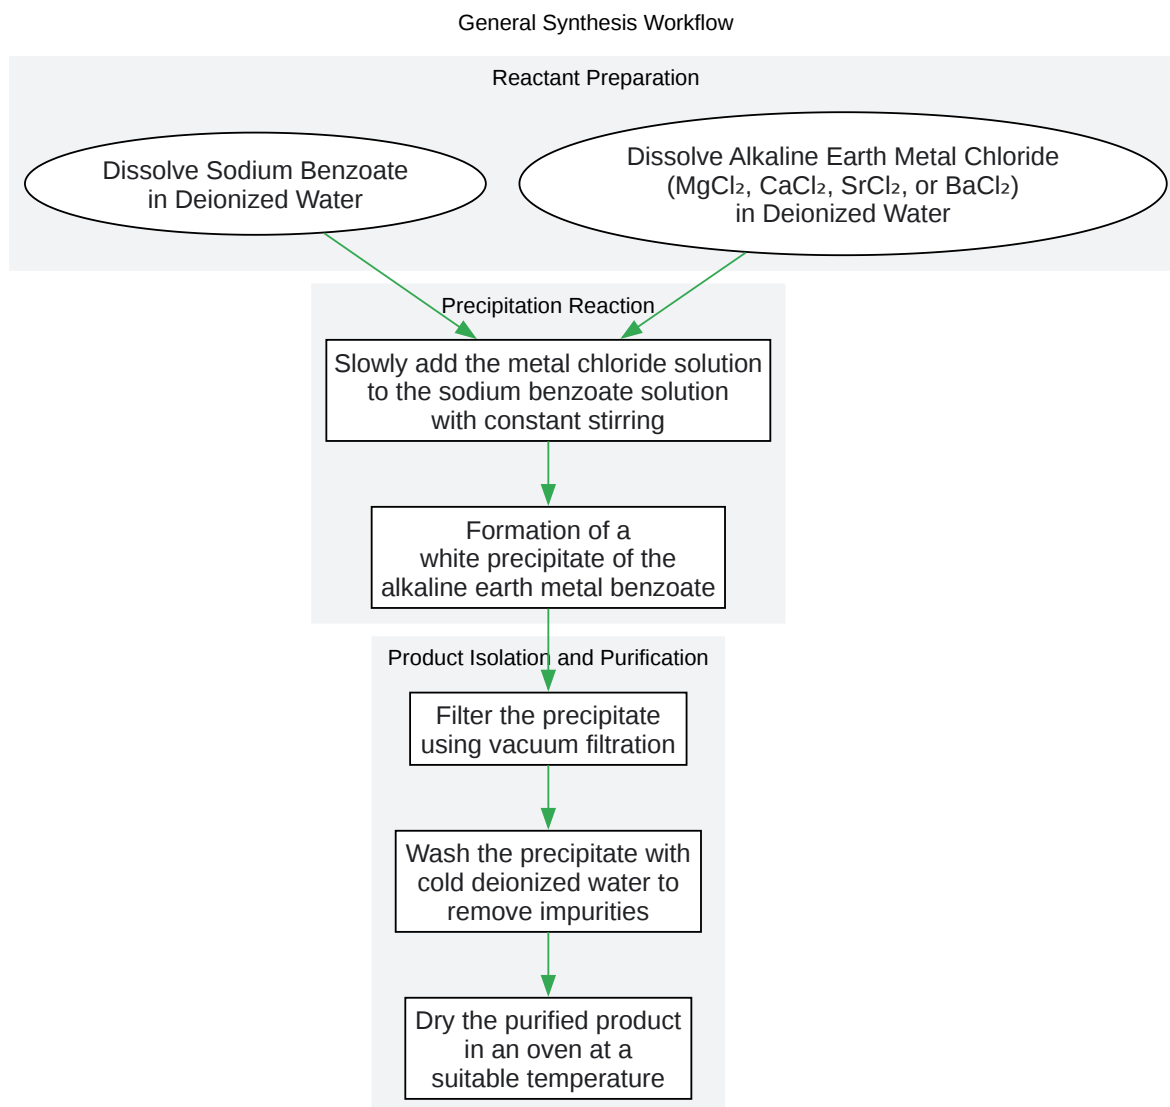 General Synthesis Workflow
Reactant Preparation
Dissolve Sodium Benzoate
in Deionized Water
Dissolve Alkaline Earth Metal Chloride
(MgCl₂, CaCl₂, SrCl₂, or BaCl₂)
in Deionized Water
Precipitation Reaction
Slowly add the metal chloride solution
to the sodium benzoate solution
with constant stirring
Formation of a
white precipitate of the
alkaline earth metal benzoate
Product Isolation and Purification
Filter the precipitate
using vacuum filtration
Wash the precipitate with
cold deionized water to
remove impurities
Dry the purified product
in an oven at a
suitable temperature